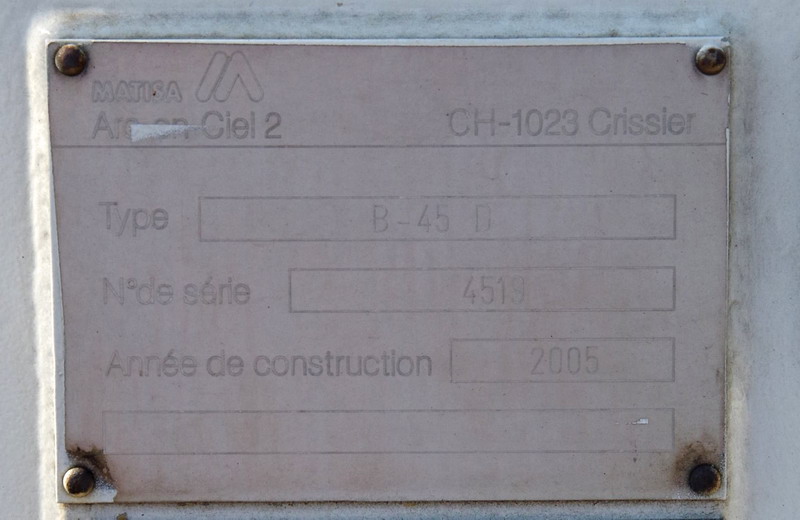 MATISA
Arc-en-Ciel 2 CH-1023 Crissier
Type B-45 D
N° de série 4519
Année de construction 2005